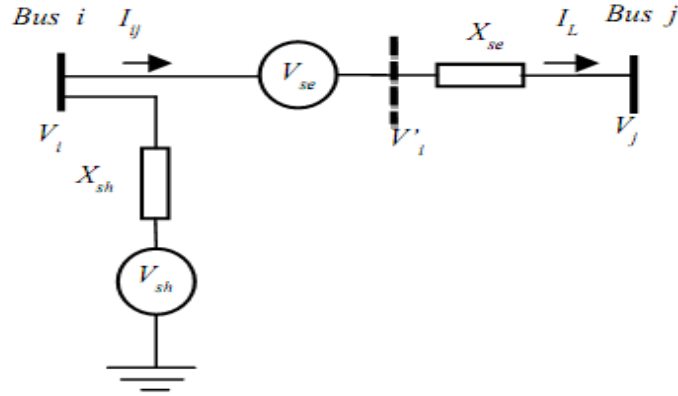 Bus i
I_ij
V_se
X_se
I_L
Bus j
V_i
V'_i
V_j
X_sh
V_sh